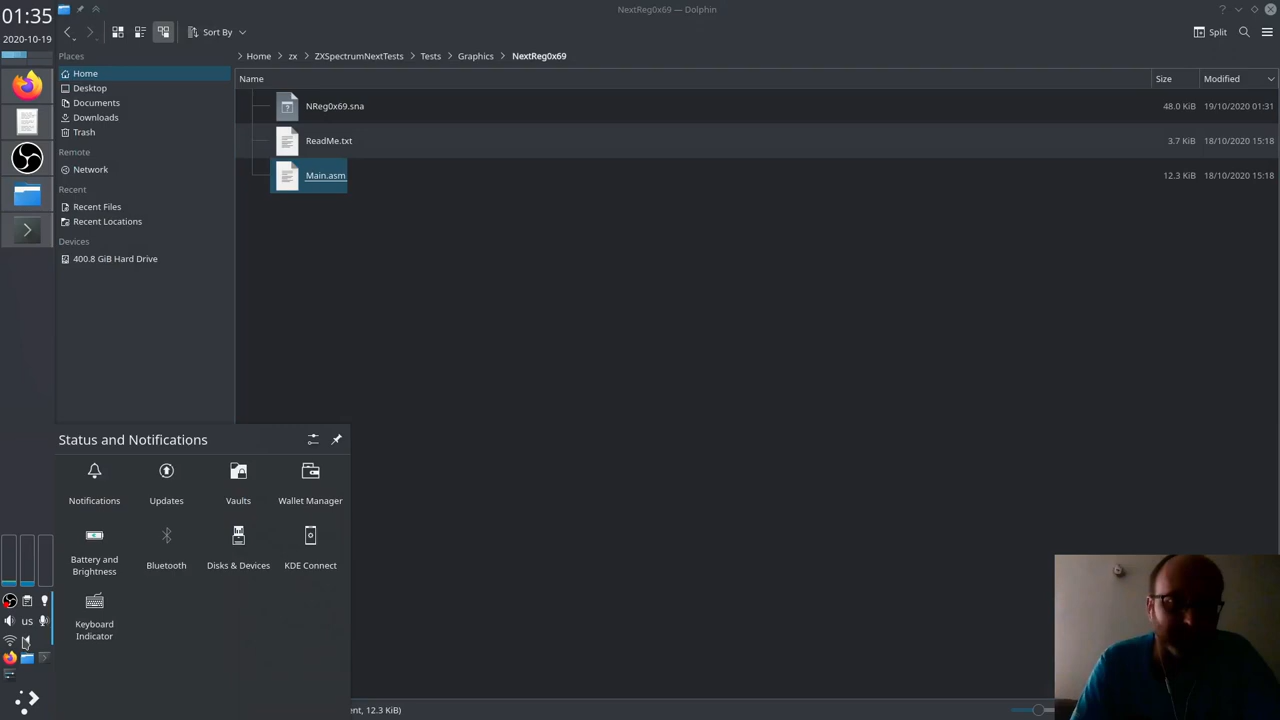 01:35
2020-10-19
NextReg0x69 — Dolphin
Sort By
Split
Places
Home
Desktop
Documents
Downloads
Trash
Remote
Network
Recent
Recent Files
Recent Locations
Devices
400.8 GiB Hard Drive
Home > zx > ZXSpectrumNextTests > Tests > Graphics > NextReg0x69
Name Size Modified
NReg0x69.sna 48.0 KiB 19/10/2020 01:31
ReadMe.txt 3.7 KiB 18/10/2020 15:18
Main.asm 12.3 KiB 18/10/2020 15:18
Status and Notifications
Notifications
Updates
Vaults
Wallet Manager
Battery and
Brightness
Bluetooth
Disks & Devices
KDE Connect
Keyboard
Indicator
US
ent, 12.3 KiB)